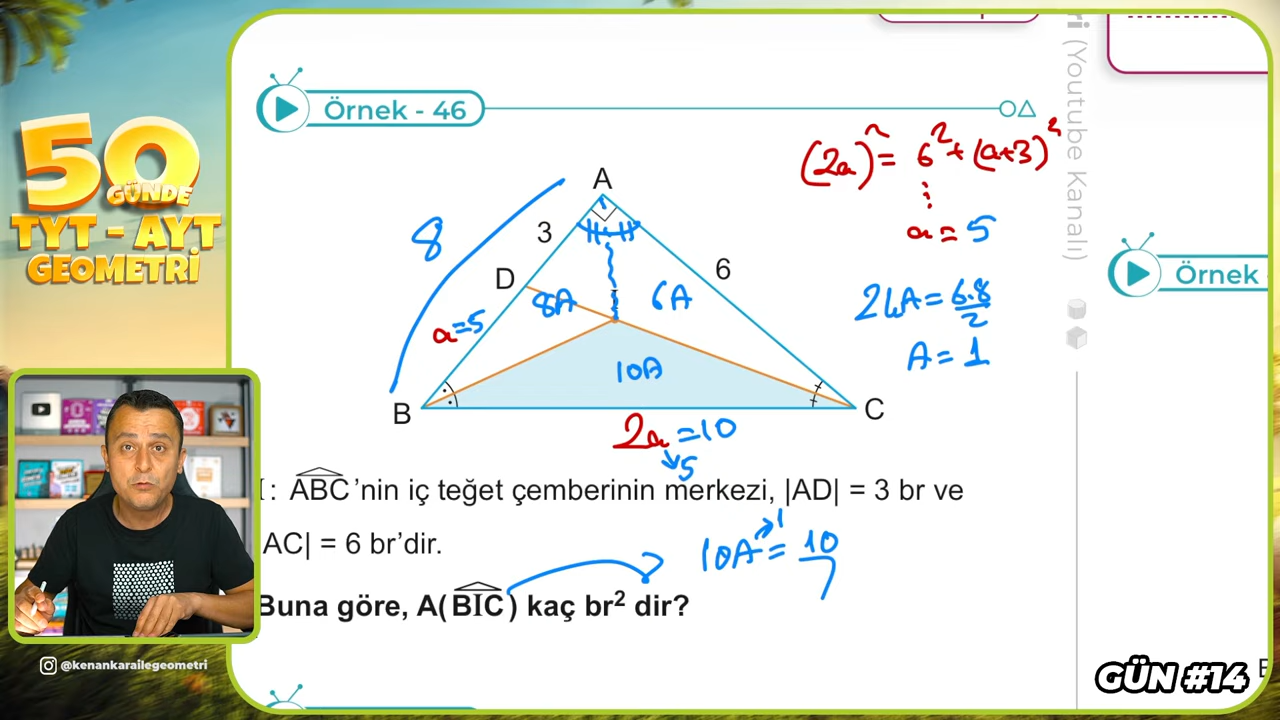 50
GÜNDE
TYT - AYT
GEOMETRİ
Örnek - 46
(Youtube Kanalı)
Örnek
A
3
8
D
6
8A
6A
a=5
10A
B
C
2a=10
5
(2a)²= 6²+(a+3)²
⋮
a = 5
24A = 6.8/2
A = 1
I: ABC'nin iç teğet çemberinin merkezi, |AD| = 3 br ve
AC| = 6 br'dir.
10A = 10
1
Buna göre, A(BIC) kaç br² dir?
@kenankarailegeometri
GÜN #14